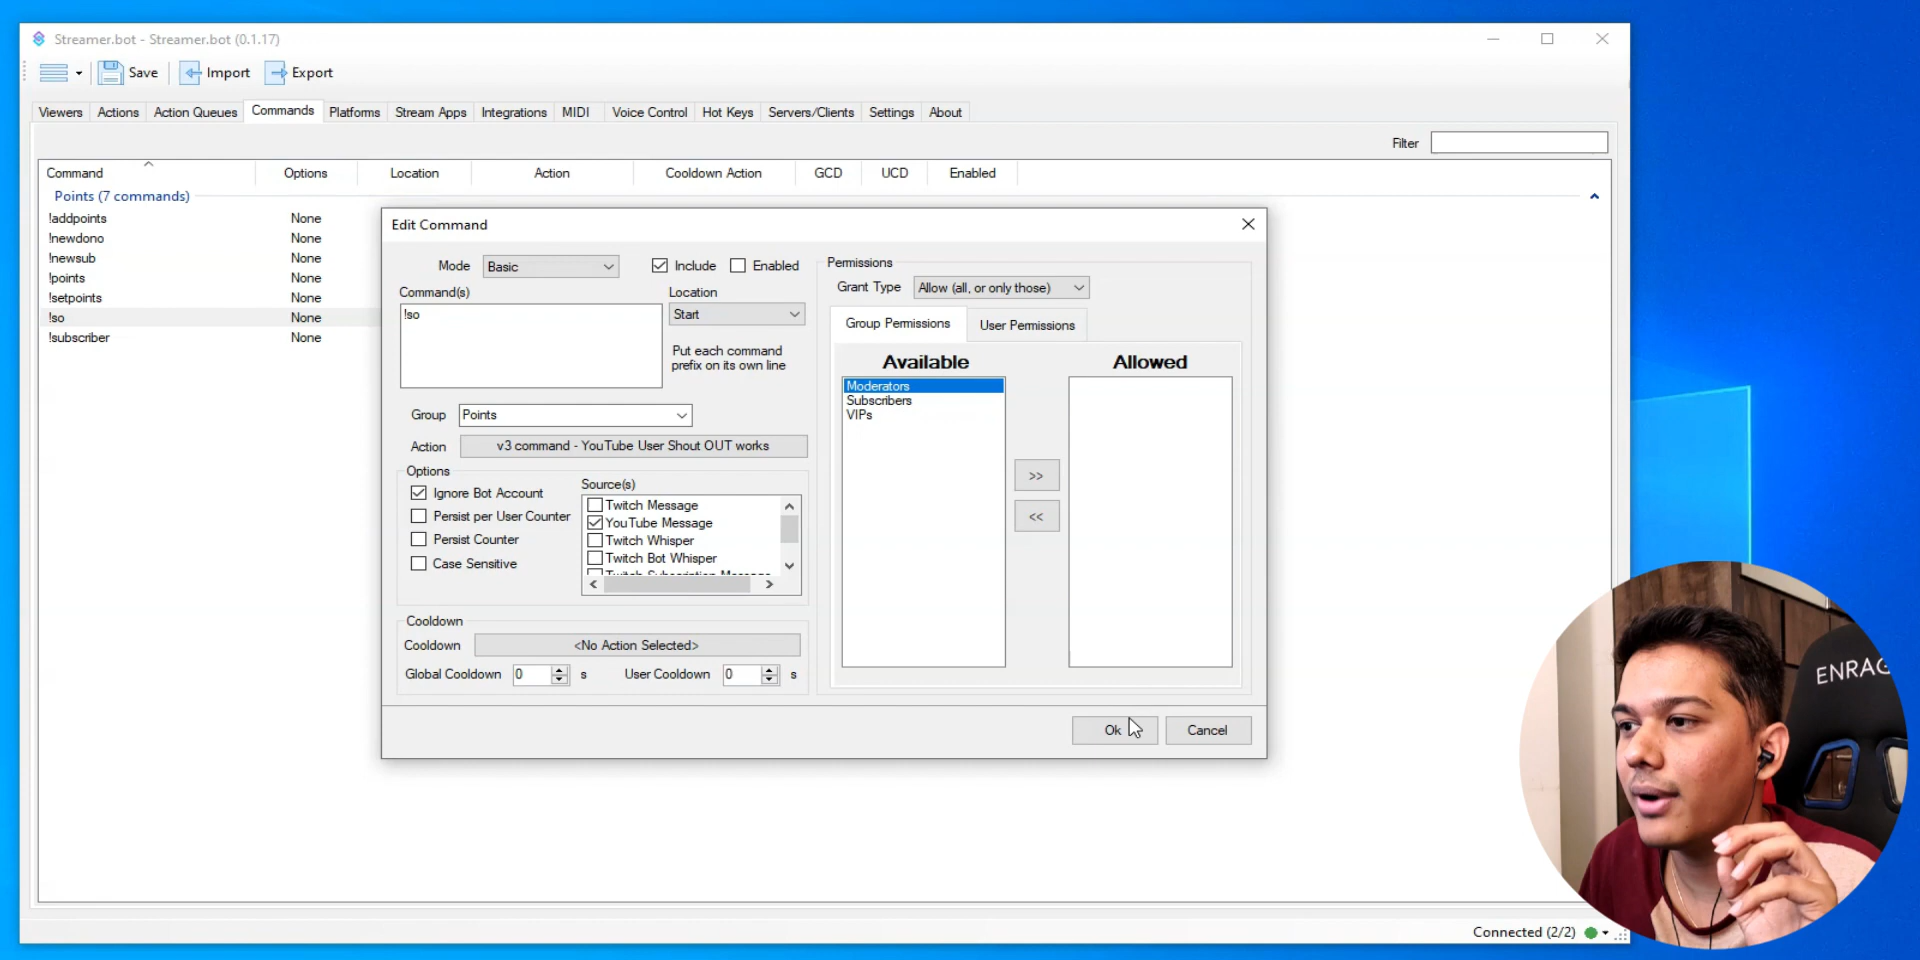 Streamer.bot - Streamer.bot (0.1.17)
Save
Import
Export
Viewers
Actions
Action Queues
Commands
Platforms
Stream Apps
Integrations
MIDI
Voice Control
Hot Keys
Servers/Clients
Settings
About
Filter
Command
Options
Location
Action
Cooldown Action
GCD
UCD
Enabled
Points (7 commands)
!addpoints None
!newdono None
!newsub None
!points None
!setpoints None
!so None
!subscriber None
Edit Command
Mode Basic
Include
Enabled
Command(s)
!so
Location
Start
Put each command
prefix on its own line
Group Points
Action v3 command - YouTube User Shout OUT works
Options
Ignore Bot Account
Persist per User Counter
Persist Counter
Case Sensitive
Source(s)
Twitch Message
YouTube Message
Twitch Whisper
Twitch Bot Whisper
Twitch Subscription Message
Cooldown
Cooldown <No Action Selected>
Global Cooldown 0 s
User Cooldown 0 s
Permissions
Grant Type Allow (all, or only those)
Group Permissions
User Permissions
Available
Moderators
Subscribers
VIPs
>>
<<
Allowed
Ok
Cancel
Connected (2/2)
ENRAG